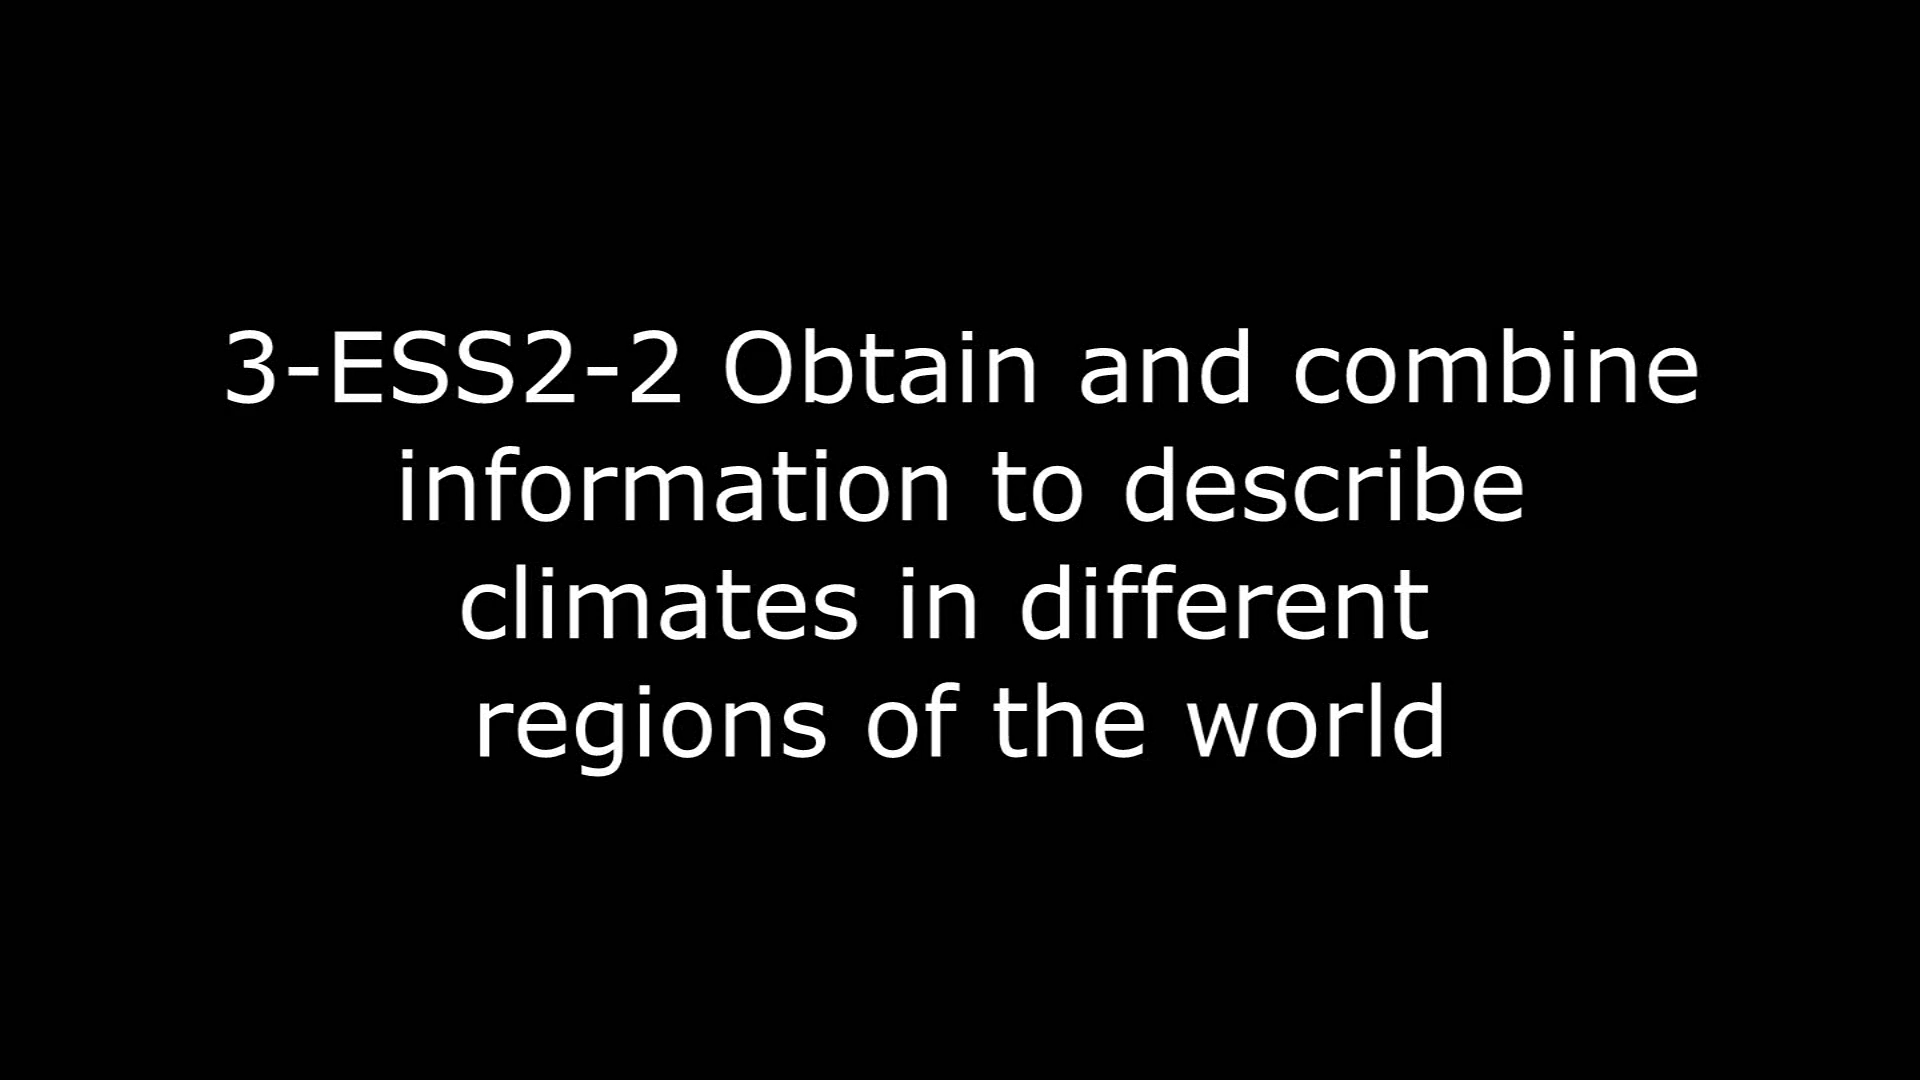 3-ESS2-2 Obtain and combine
information to describe
climates in different
regions of the world